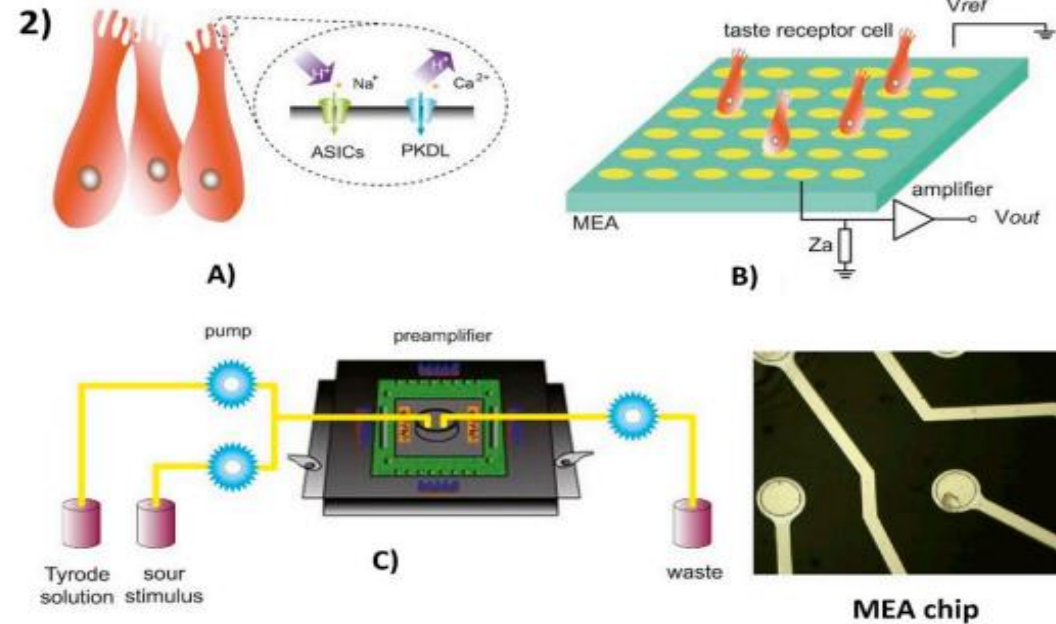 2)
H⁺
Na⁺
H⁺
Ca²⁺
ASICs
PKDL
A)
Vref
taste receptor cell
MEA
amplifier
Vout
Za
B)
pump
preamplifier
Tyrode
solution
sour
stimulus
C)
waste
MEA chip